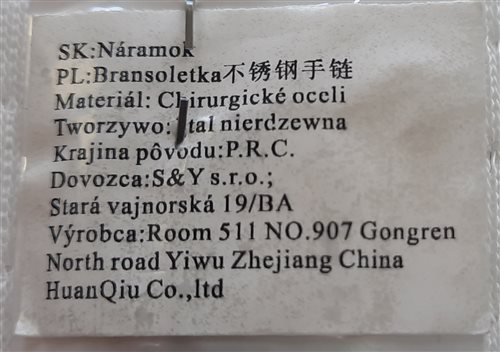 SK:Náramok
PL:Bransoletka不锈钢手链
Materiál: Chirurgické oceli
Tworzywo: tal nierdzewna
Krajina pôvodu:P.R.C.
Dovozca:S&Y s.r.o.;
Stará vajnorská 19/BA
Výrobca:Room 511 NO.907 Gongren
North road Yiwu Zhejiang China
HuanQiu Co.,ltd